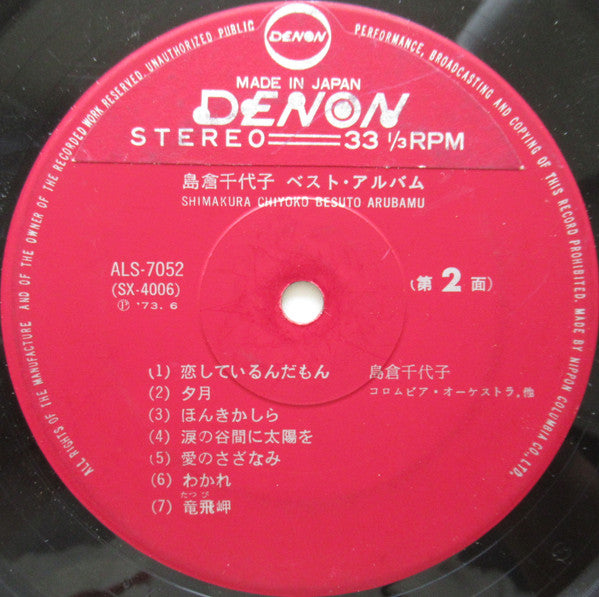 DENON
MADE IN JAPAN
DENON
STEREO 33 1/3 RPM
島倉千代子 ベスト・アルバム
SHIMAKURA CHIYOKO BESUTO ARUBAMU
ALS-7052
(SX-4006)
Ⓟ '73. 6
(第2面)
(1) 恋しているんだもん
(2) 夕月
(3) ほんきかしら
(4) 涙の谷間に太陽を
(5) 愛のさざなみ
(6) わかれ
たつび
(7) 竜飛岬
島倉千代子
コロムビア・オーケストラ。他
ALL RIGHTS OF THE MANUFACTURE AND OF THE OWNER OF THE RECORDED WORK RESERVED. UNAUTHORIZED PUBLIC PERFORMANCE, BROADCASTING AND COPYING OF THIS RECORD PROHIBITED. MADE BY NIPPON COLUMBIA CO., LTD.